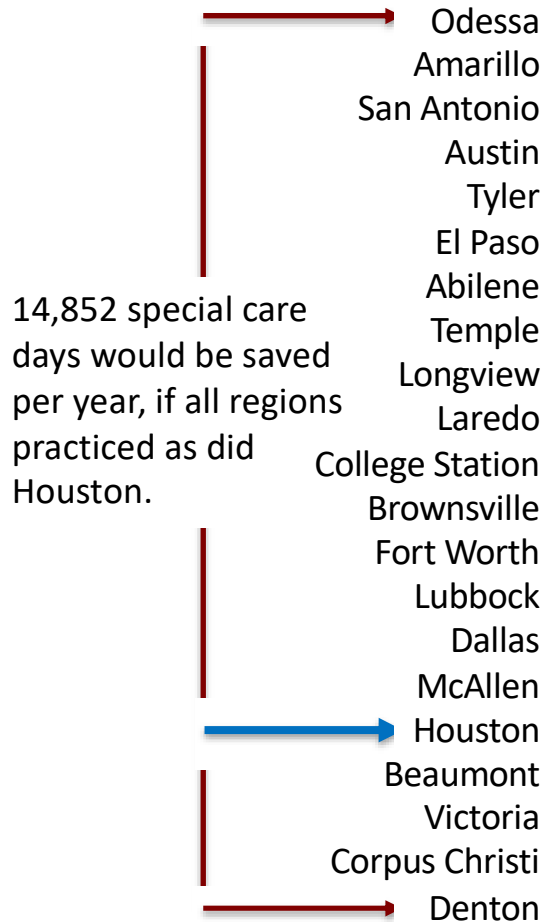 Odessa
Amarillo
San Antonio
Austin
Tyler
El Paso
Abilene
Temple
Longview
Laredo
College Station
Brownsville
Fort Worth
Lubbock
Dallas
McAllen
Houston
Beaumont
Victoria
Corpus Christi
Denton
14,852 special care
days would be saved
per year, if all regions
practiced as did
Houston.